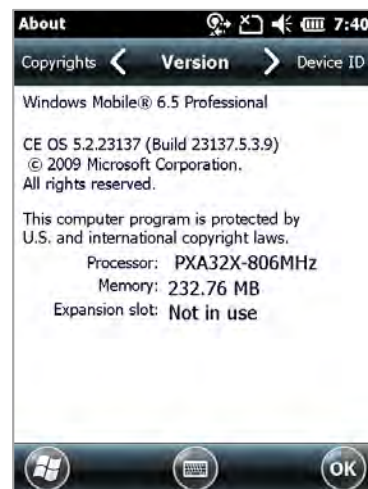 About 7:40
Copyrights Version Device ID
Windows Mobile® 6.5 Professional
CE OS 5.2.23137 (Build 23137.5.3.9)
© 2009 Microsoft Corporation.
All rights reserved.
This computer program is protected by
U.S. and international copyright laws.
Processor: PXA32X-806MHz
Memory: 232.76 MB
Expansion slot: Not in use
OK